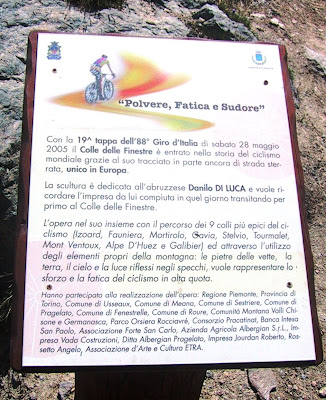 "Polvere, Fatica e Sudore"
Con la 19^ tappa dell'88° Giro d'Italia di sabato 28 maggio
2005 il Colle delle Finestre è entrato nella storia del ciclismo
mondiale grazie al suo tracciato in parte ancora di strada ster-
rata, unico in Europa.
La scultura è dedicata all'abruzzese Danilo DI LUCA e vuole ri-
cordare l'impresa da lui compiuta in quel giorno transitando per
primo al Colle delle Finestre.
L'opera nel suo insieme con il percorso dei 9 colli più epici del ci-
clismo (Izoard, Fauniera, Mortirolo, Gavia, Stelvio, Tourmalet,
Mont Ventoux, Alpe D'Huez e Galibier) ed attraverso l'utilizzo
degli elementi propri della montagna: le pietre delle vette, la
terra, il cielo e la luce riflessi negli specchi, vuole rappresentare lo
sforzo e la fatica del ciclismo in alta quota.
Hanno partecipato alla realizzazione dell'opera: Regione Piemonte, Provincia di
Torino, Comune di Usseaux, Comune di Meana, Comune di Sestriere, Comune di
Pragelato, Comune di Fenestrelle, Comune di Roure, Comunità Montana Valli Chi-
sone e Germanasca, Parco Orsiera Rocciavrè, Consorzio Pracatinat, Banca Intesa
San Paolo, Associazione Forte San Carlo, Azienda Agricola Albergian S.r.l., Im-
presa Vada Costruzioni, Ditta Albergian Pragelato, Impresa Jourdan Roberto, Ros-
setto Angelo, Associazione d'Arte e Cultura ETRA.